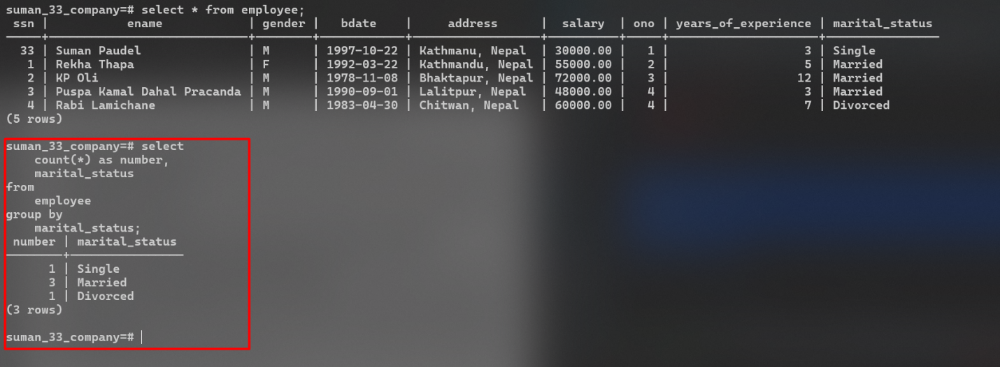 suman_33_company=# select * from employee;
 ssn |           ename            | gender |   bdate    |      address       |  salary  | ono | years_of_experience | marital_status
-----+----------------------------+--------+------------+--------------------+----------+-----+---------------------+----------------
  33 | Suman Paudel               | M      | 1997-10-22 | Kathmanu, Nepal    | 30000.00 |   1 |                   3 | Single
   1 | Rekha Thapa                | F      | 1992-03-22 | Kathmandu, Nepal   | 55000.00 |   2 |                   5 | Married
   2 | KP Oli                     | M      | 1978-11-08 | Bhaktapur, Nepal   | 72000.00 |   3 |                  12 | Married
   3 | Puspa Kamal Dahal Pracanda | M      | 1990-09-01 | Lalitpur, Nepal    | 48000.00 |   4 |                   3 | Married
   4 | Rabi Lamichane             | M      | 1983-04-30 | Chitwan, Nepal     | 60000.00 |   4 |                   7 | Divorced
(5 rows)

suman_33_company=# select
    count(*) as number,
    marital_status
from
    employee
group by
    marital_status;
 number | marital_status
--------+----------------
      1 | Single
      3 | Married
      1 | Divorced
(3 rows)

suman_33_company=#